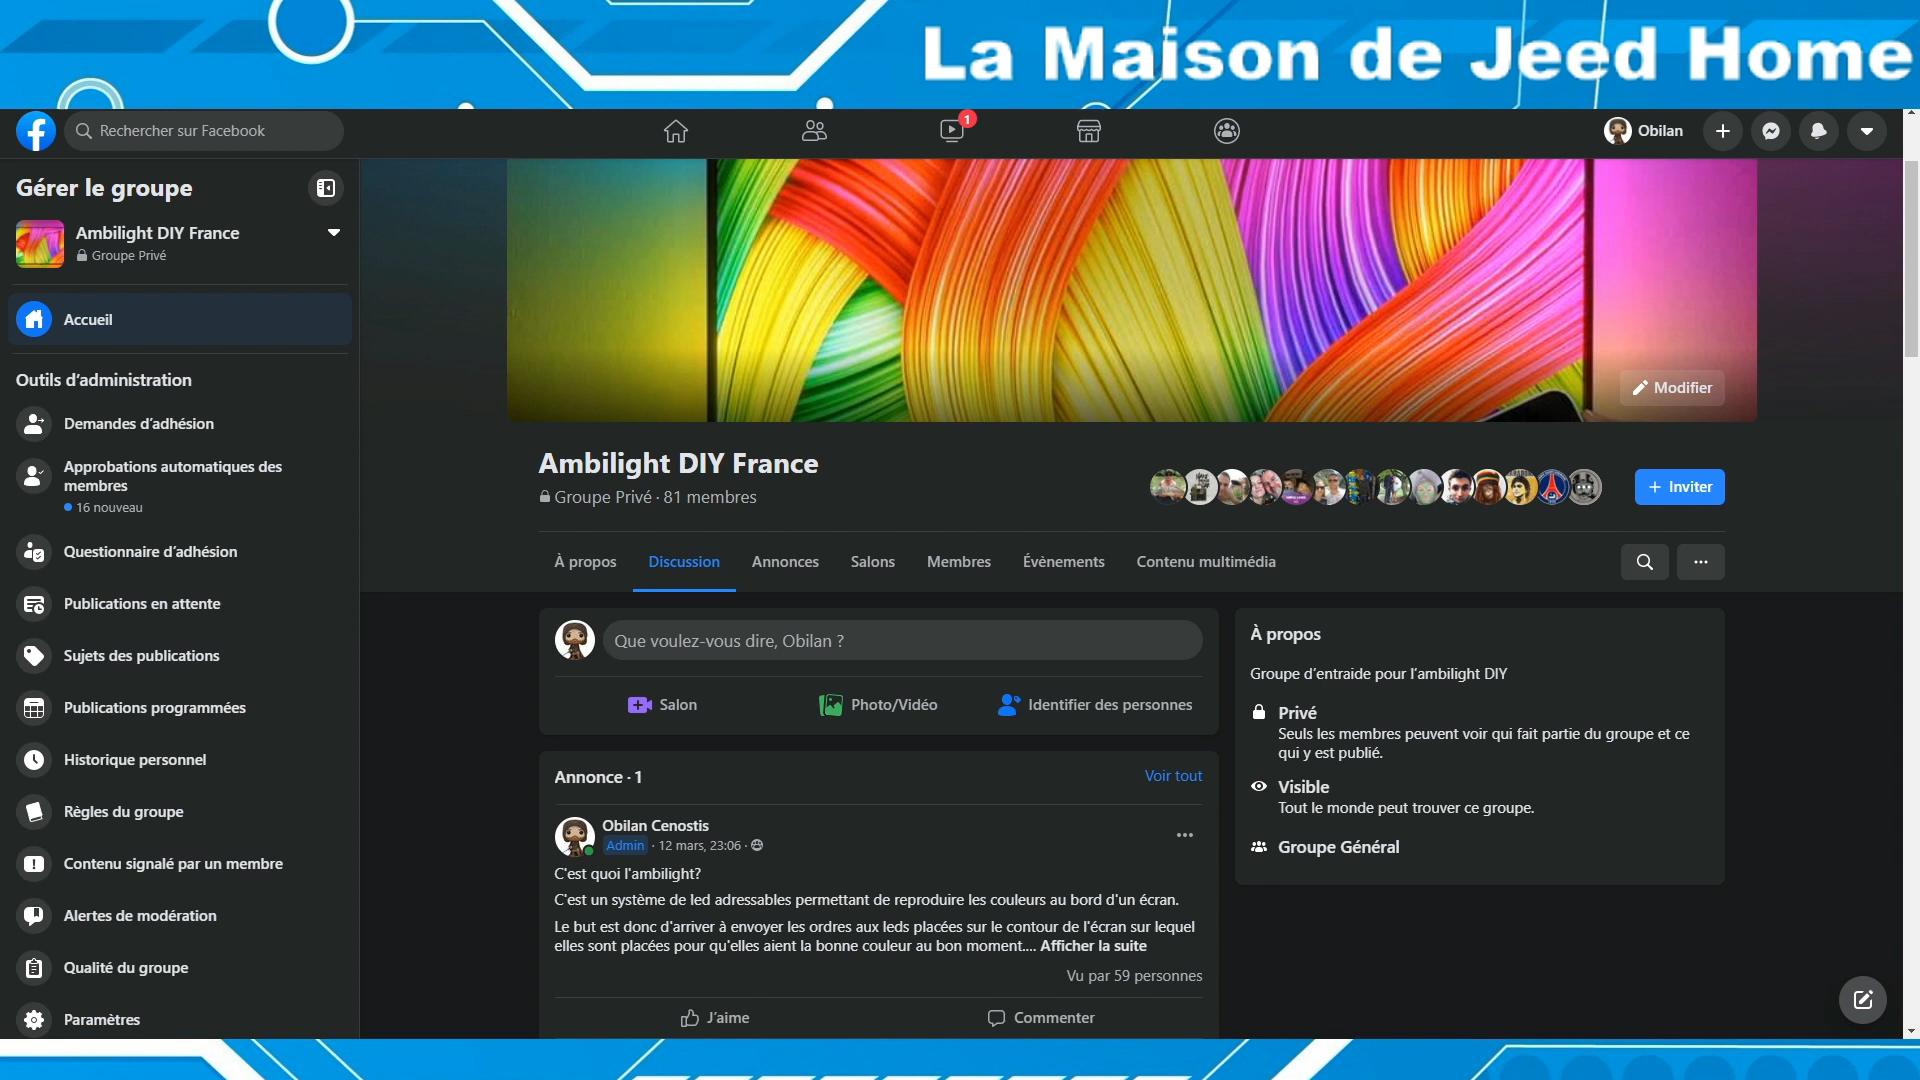 La Maison de Jeed Home
Rechercher sur Facebook
1
Obilan
Gérer le groupe
Ambilight DIY France
Groupe Privé
Accueil
Outils d'administration
Demandes d'adhésion
Approbations automatiques des
membres
16 nouveau
Questionnaire d'adhésion
Publications en attente
Sujets des publications
Publications programmées
Historique personnel
Règles du groupe
Contenu signalé par un membre
Alertes de modération
Qualité du groupe
Paramètres
Modifier
Ambilight DIY France
Groupe Privé · 81 membres
+ Inviter
À propos
Discussion
Annonces
Salons
Membres
Évènements
Contenu multimédia
Que voulez-vous dire, Obilan ?
Salon
Photo/Vidéo
Identifier des personnes
Annonce · 1
Voir tout
Obilan Cenostis
Admin · 12 mars, 23:06 ·
C'est quoi l'ambilight?
C'est un système de led adressables permettant de reproduire les couleurs au bord d'un écran.
Le but est donc d'arriver à envoyer les ordres aux leds placées sur le contour de l'écran sur lequel
elles sont placées pour qu'elles aient la bonne couleur au bon moment.... Afficher la suite
Vu par 59 personnes
J'aime
Commenter
À propos
Groupe d'entraide pour l'ambilight DIY
Privé
Seuls les membres peuvent voir qui fait partie du groupe et ce
qui y est publié.
Visible
Tout le monde peut trouver ce groupe.
Groupe Général